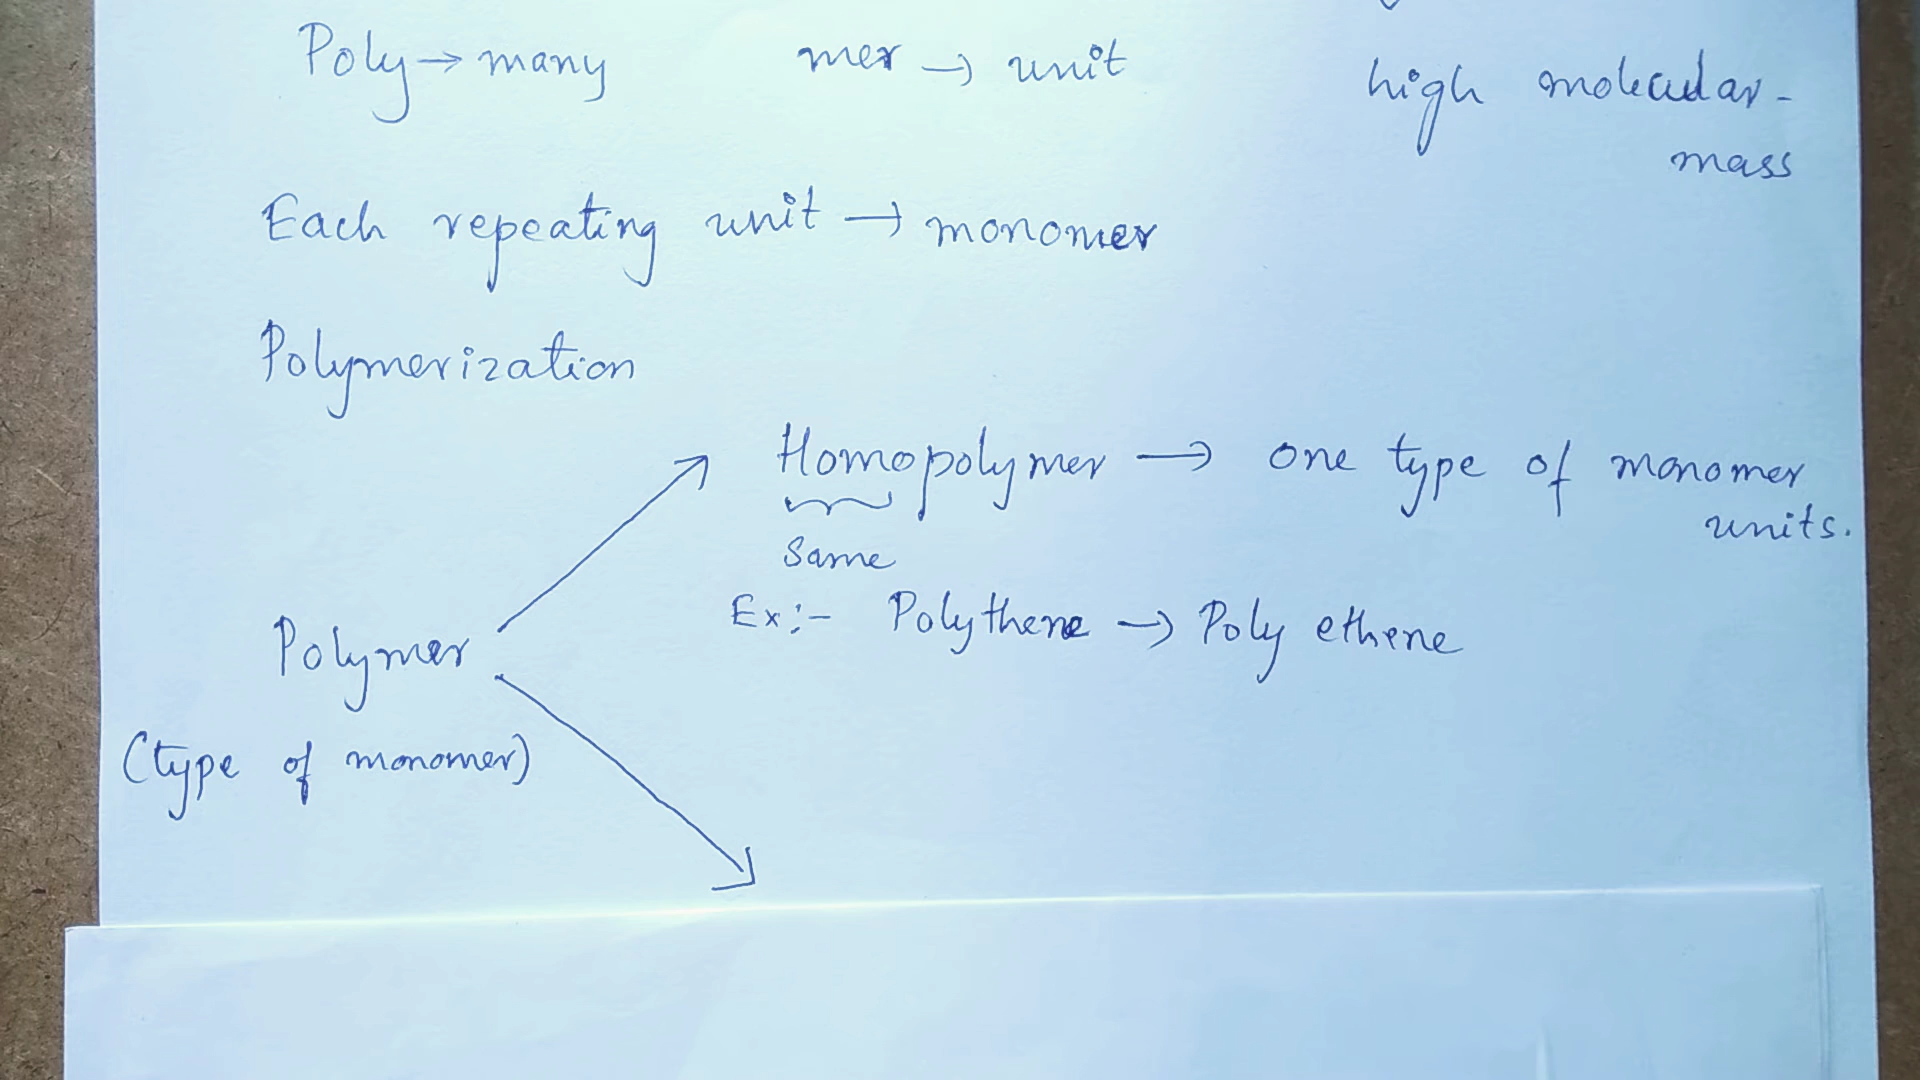 Poly → many mer → unit
high molecular-
mass
Each repeating unit → monomer
Polymerization
Homopolymer → one type of monomer
units.
Same
Ex:- Polythene → Poly ethene
Polymer
(type of monomer)